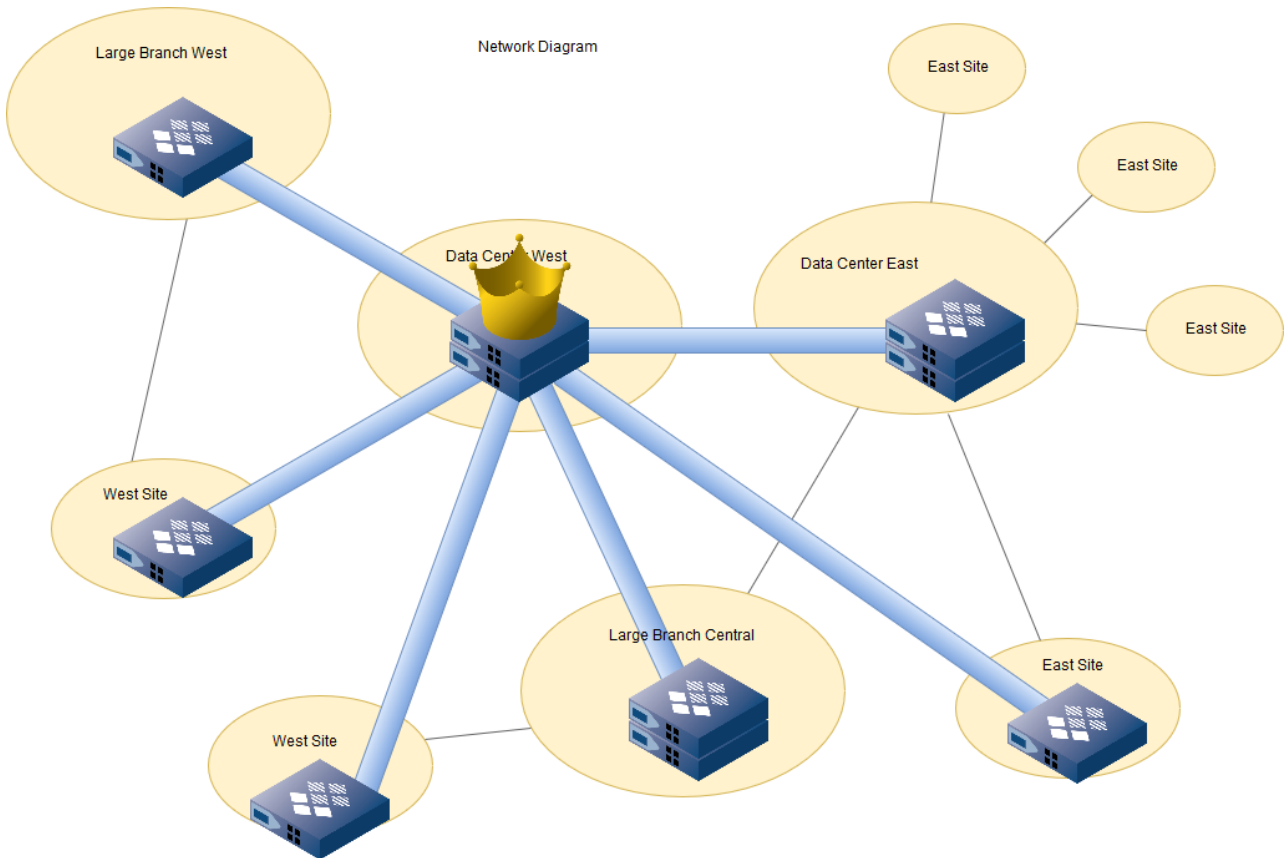 Network Diagram
Large Branch West
East Site
East Site
Data Center West
Data Center East
East Site
West Site
Large Branch Central
East Site
West Site